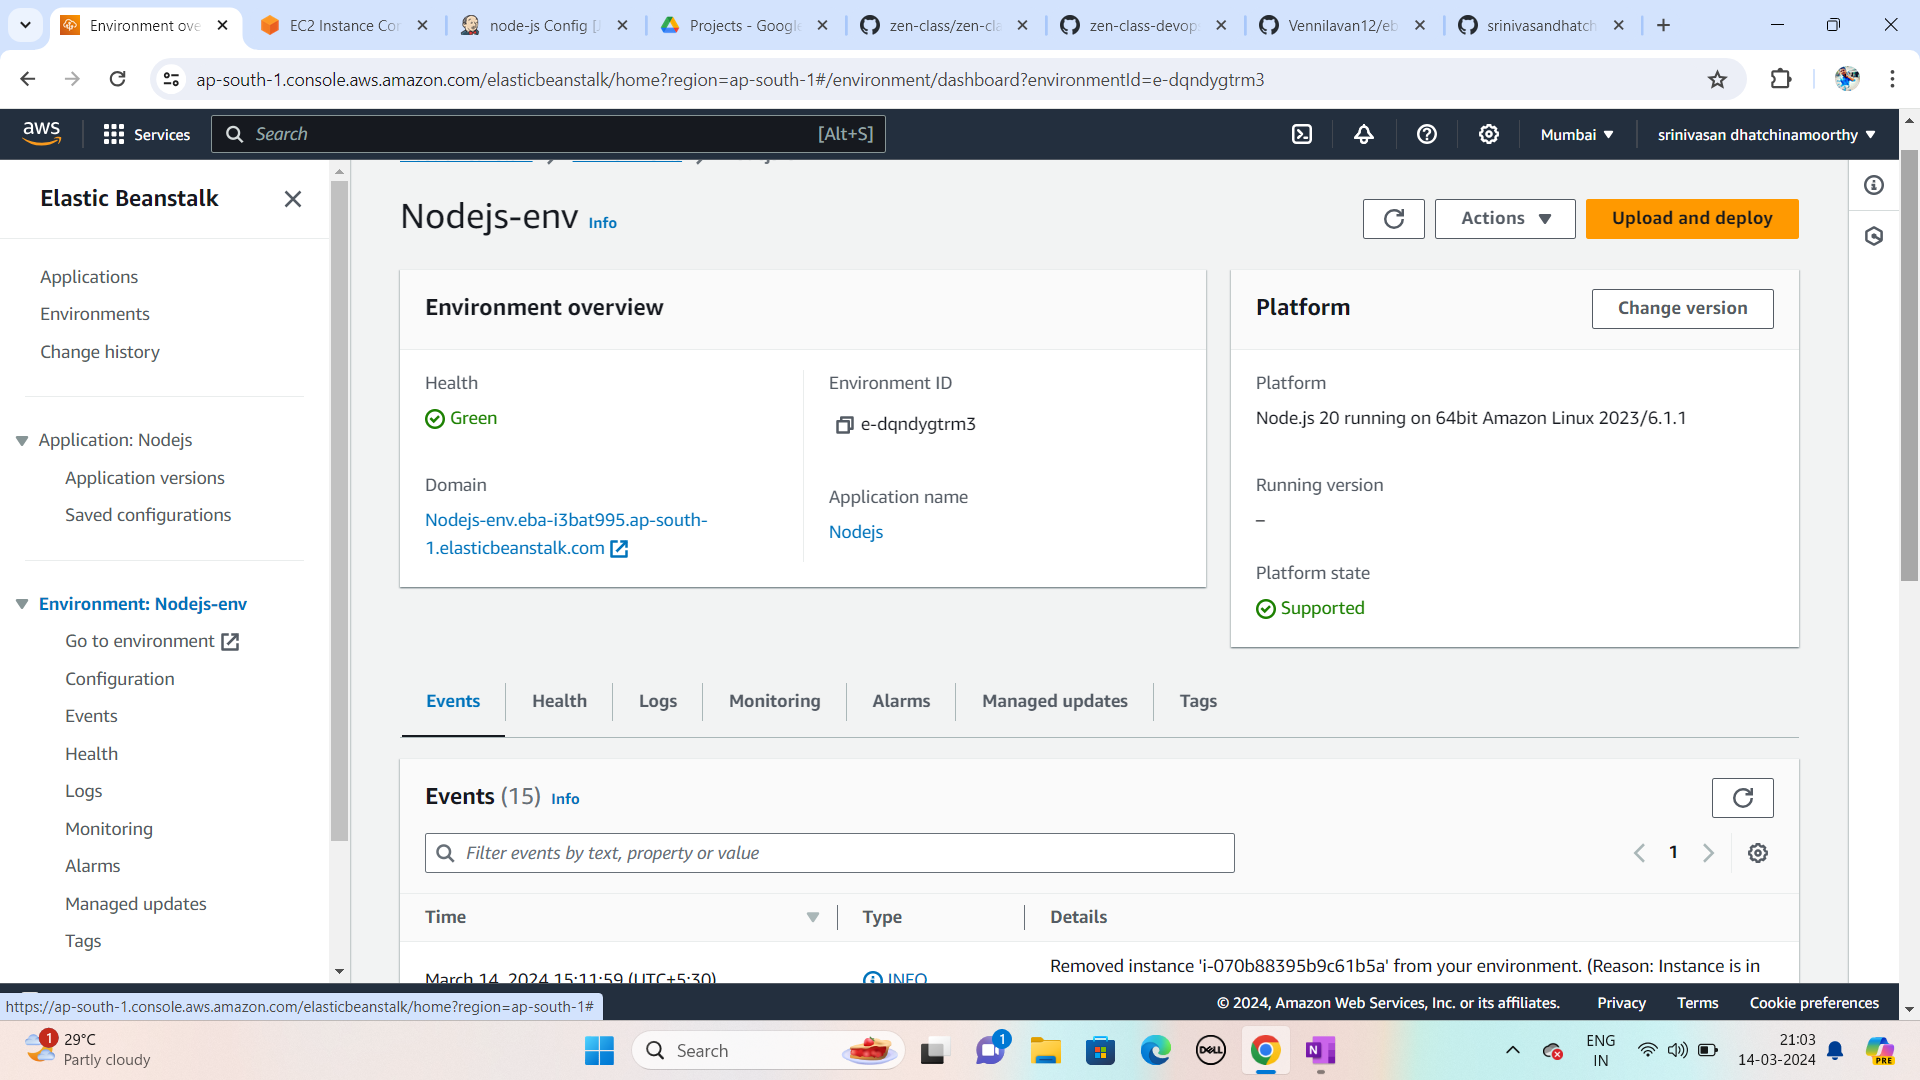 Environment ove
EC2 Instance Cor
node-js Config [J
Projects - Google
zen-class/zen-cla
zen-class-devop
Vennilavan12/eb
srinivasandhatch
ap-south-1.console.aws.amazon.com/elasticbeanstalk/home?region=ap-south-1#/environment/dashboard?environmentId=e-dqndygtrm3
aws
Services
Search
[Alt+S]
Mumbai
srinivasan dhatchinamoorthy
Elastic Beanstalk
Applications
Environments
Change history
Application: Nodejs
Application versions
Saved configurations
Environment: Nodejs-env
Go to environment
Configuration
Events
Health
Logs
Monitoring
Alarms
Managed updates
Tags
Nodejs-env Info
Actions
Upload and deploy
Environment overview
Health
Green
Domain
Nodejs-env.eba-i3bat995.ap-south-
1.elasticbeanstalk.com
Environment ID
e-dqndygtrm3
Application name
Nodejs
Platform
Change version
Platform
Node.js 20 running on 64bit Amazon Linux 2023/6.1.1
Running version
–
Platform state
Supported
Events
Health
Logs
Monitoring
Alarms
Managed updates
Tags
Events (15) Info
Filter events by text, property or value
1
Time
Type
Details
March 14, 2024 15:11:59 (UTC+5:30)
INFO
Removed instance 'i-070b88395b9c61b5a' from your environment. (Reason: Instance is in
https://ap-south-1.console.aws.amazon.com/elasticbeanstalk/home?region=ap-south-1#
© 2024, Amazon Web Services, Inc. or its affiliates.
Privacy
Terms
Cookie preferences
1
29°C
Partly cloudy
Search
1
DELL
N
ENG
IN
21:03
14-03-2024
PRE